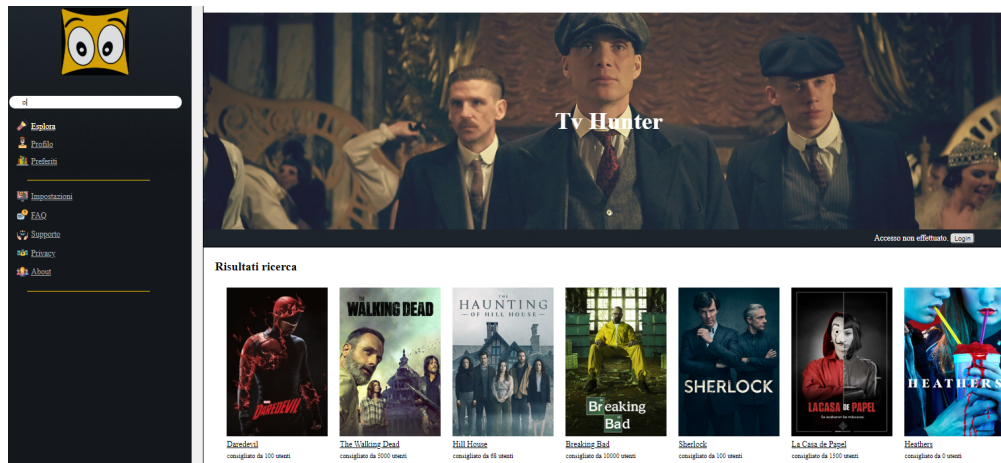 o
Esplora
Profilo
Preferiti
Impostazioni
FAQ
Supporto
Privacy
About
Tv Hunter
Accesso non effettuato. Login
Risultati ricerca
DAREDEVIL
THE WALKING DEAD
THE
HAUNTING
OF HILL HOUSE
Breaking
Bad
SHERLOCK
LA CASA DE PAPEL
HEATHERS
Daredevil
consigliato da 100 utenti
The Walking Dead
consigliato da 5000 utenti
Hill House
consigliato da 68 utenti
Breaking Bad
consigliato da 10000 utenti
Sherlock
consigliato da 100 utenti
La Casa de Papel
consigliato da 1500 utenti
Heathers
consigliato da 0 utenti